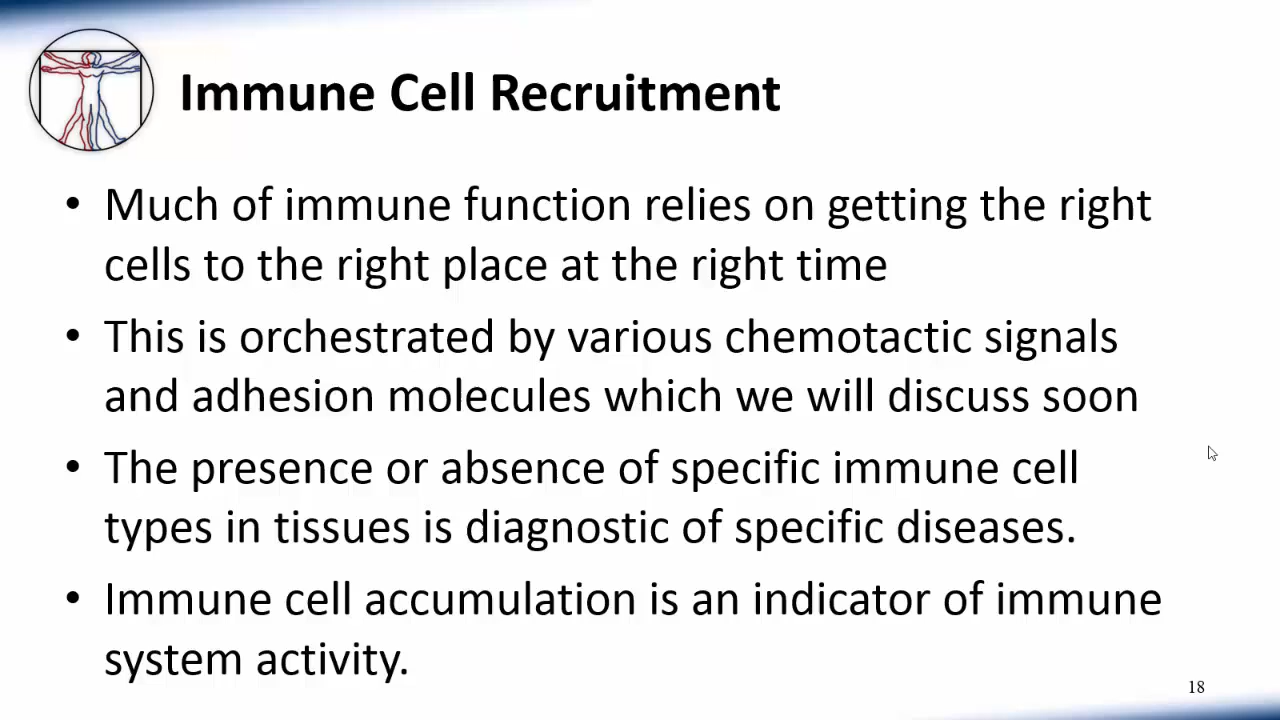 Immune Cell Recruitment
• Much of immune function relies on getting the right
cells to the right place at the right time
• This is orchestrated by various chemotactic signals
and adhesion molecules which we will discuss soon
• The presence or absence of specific immune cell
types in tissues is diagnostic of specific diseases.
• Immune cell accumulation is an indicator of immune
system activity.
18